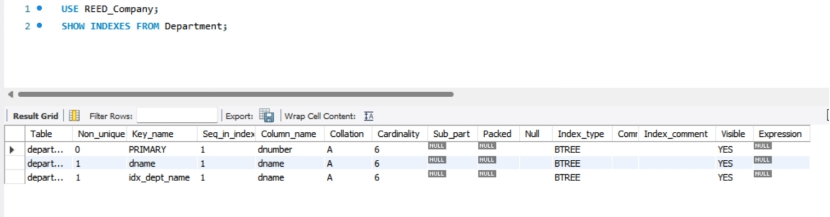 1 USE REED_Company;
2 SHOW INDEXES FROM Department;
Result Grid Filter Rows: Export: Wrap Cell Content: IA
Table Non_unique Key_name Seq_in_index Column_name Collation Cardinality Sub_part Packed Null Index_type Comr Index_comment Visible Expression
depart... 0 PRIMARY 1 dnumber A 6 NULL NULL BTREE YES NULL
depart... 1 dname 1 dname A 6 NULL NULL BTREE YES NULL
depart... 1 idx_dept_name 1 dname A 6 NULL NULL BTREE YES NULL